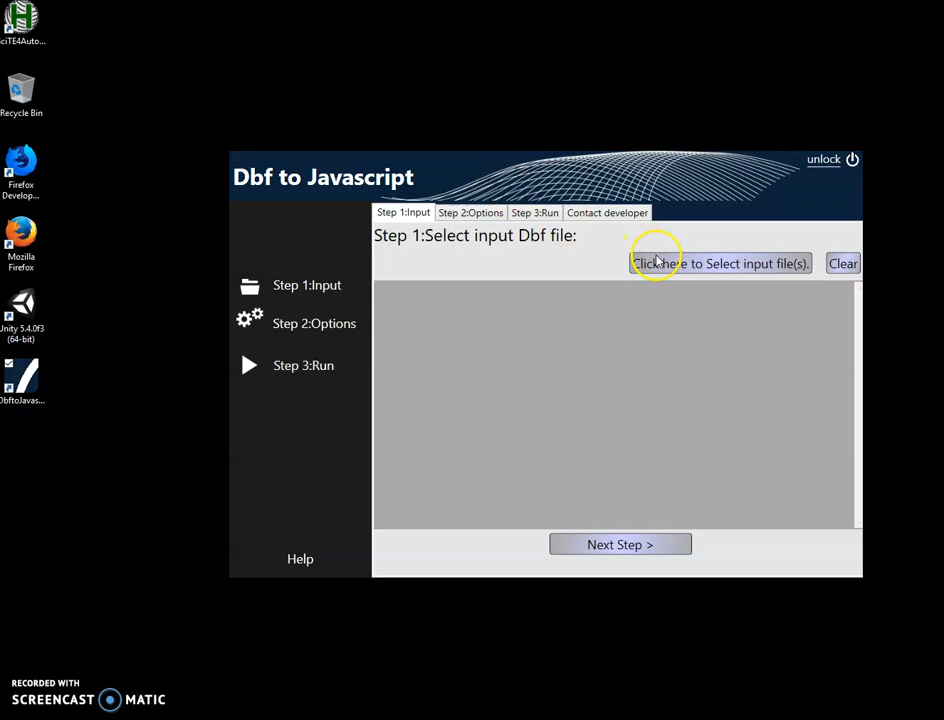 SciTE4Auto...
Recycle Bin
Firefox
Develop...
Mozilla
Firefox
Unity 5.4.0f3
(64-bit)
DbftoJavas...
Dbf to Javascript
unlock
Step 1:Input
Step 2:Options
Step 3:Run
Help
Step 1:Input Step 2:Options Step 3:Run Contact developer
Step 1:Select input Dbf file:
Click here to Select input file(s). Clear
Next Step >
RECORDED WITH
SCREENCAST MATIC